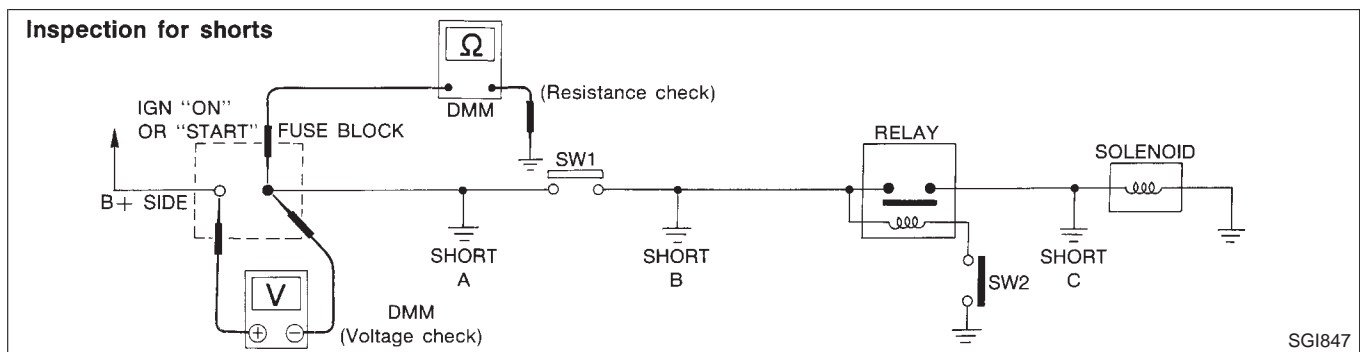 Inspection for shorts
Ω
DMM
(Resistance check)
IGN "ON"
OR "START"
FUSE BLOCK
B+ SIDE
SW1
RELAY
SOLENOID
SHORT
A
SHORT
B
SHORT
C
SW2
V
+ −
DMM
(Voltage check)
SGI847